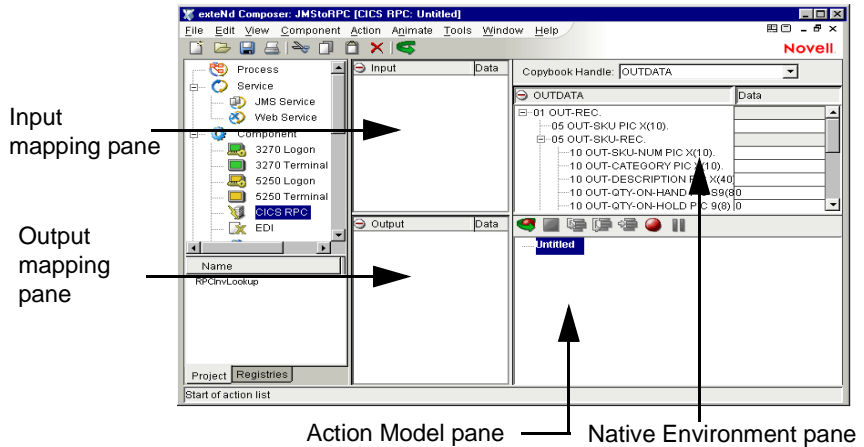 exteNd Composer: JMStoRPC [CICS RPC: Untitled]
File Edit View Component Action Animate Tools Window Help
Novell
Process
Service
JMS Service
Web Service
Component
3270 Logon
3270 Terminal
5250 Logon
5250 Terminal
CICS RPC
EDI
Name
RPCInvLookup
Project Registries
Start of action list
Input Data
Output Data
Copybook Handle: OUTDATA
OUTDATA Data
01 OUT-REC.
05 OUT-SKU PIC X(10).
05 OUT-SKU-REC.
10 OUT-SKU-NUM PIC X(10).
10 OUT-CATEGORY PIC X(10).
10 OUT-DESCRIPTION PIC X(40)
10 OUT-QTY-ON-HAND PIC S9(8 0
10 OUT-QTY-ON-HOLD PIC 9(8) 0
Untitled
Input
mapping pane
Output
mapping
pane
Action Model pane
Native Environment pane